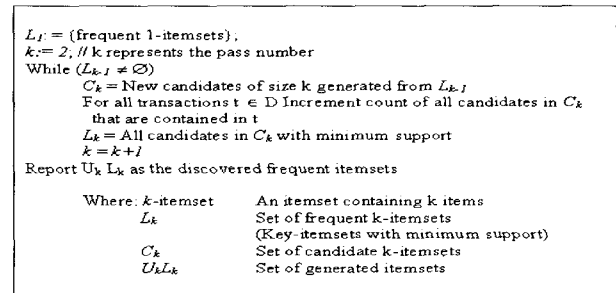 L1: = {frequent 1-itemsets};
k:= 2; // k represents the pass number
While (Lk-1 ≠ ∅)
Ck = New candidates of size k generated from Lk-1
For all transactions t ∈ D Increment count of all candidates in Ck
that are contained in t
Lk = All candidates in Ck with minimum support
k = k+1
Report Uk Lk as the discovered frequent itemsets
Where: k-itemset An itemset containing k items
Lk Set of frequent k-itemsets
(Key-itemsets with minimum support)
Ck Set of candidate k-itemsets
UkLk Set of generated itemsets